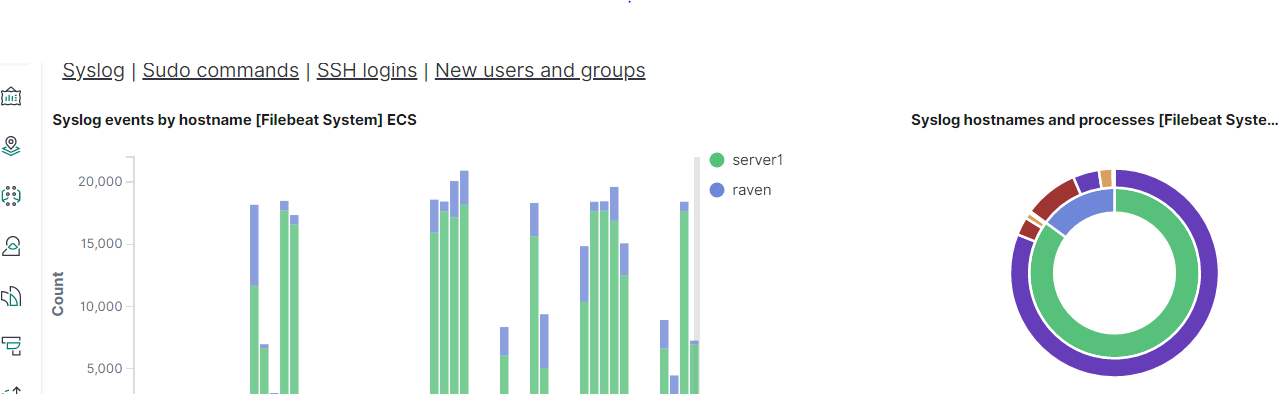 Syslog | Sudo commands | SSH logins | New users and groups
Syslog events by hostname [Filebeat System] ECS
Syslog hostnames and processes [Filebeat Syste...
server1
raven
20,000
15,000
10,000
5,000
Count